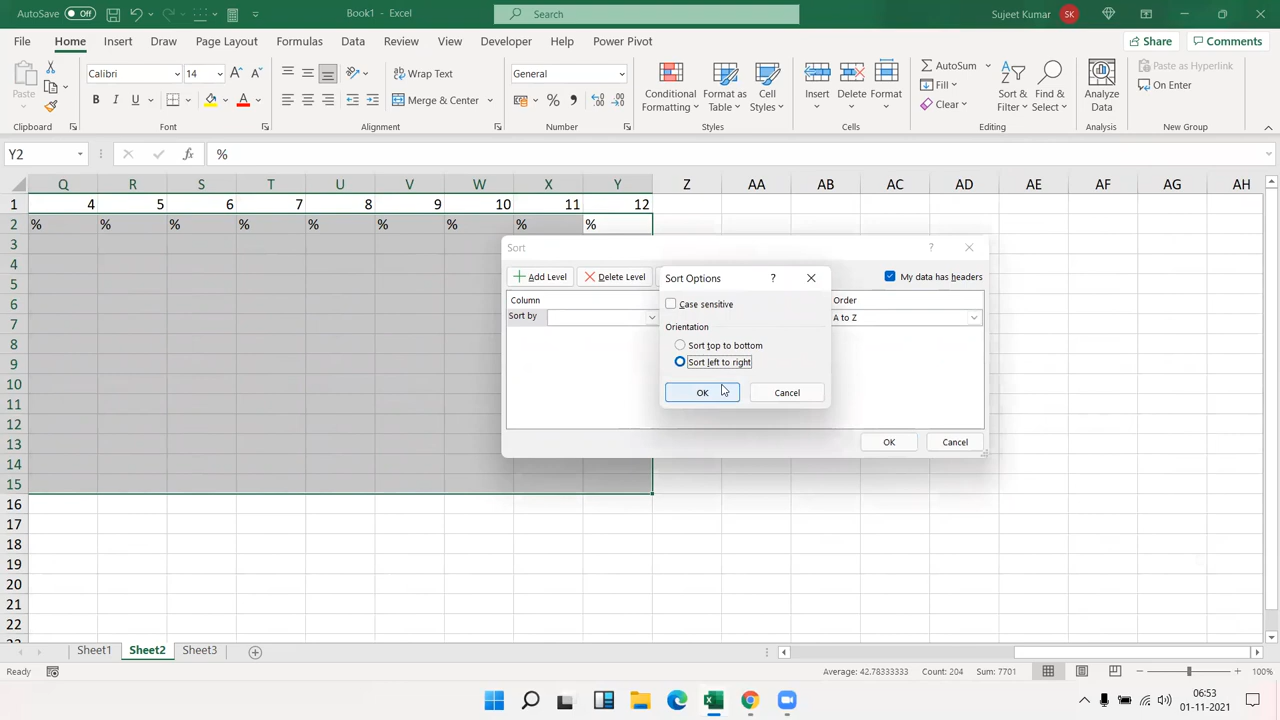 AutoSave Off Book1 - Excel Search Sujeet Kumar SK
File Home Insert Draw Page Layout Formulas Data Review View Developer Help Power Pivot Share Comments
Paste Calibri 14 Wrap Text General Conditional Formatting Format as Table Cell Styles Insert Delete Format AutoSum Fill Clear Sort & Filter Find & Select Analyze Data Paste as Hyperlink On Enter
B I U Merge & Center
Clipboard Font Alignment Number Styles Cells Editing Analysis New Group
Y2 %
Q R S T U V W X Y Z AA AB AC AD AE AF AG AH
1 4 5 6 7 8 9 10 11 12
2 % % % % % % % % %
3
4
5
6
7
8
9
10
11
12
13
14
15
16
17
18
19
20
21
22
Sort ?
Add Level Delete Level My data has headers
Column Order
Sort by A to Z
OK Cancel
Sort Options ?
Case sensitive
Orientation
Sort top to bottom
Sort left to right
OK Cancel
Sheet1 Sheet2 Sheet3
Ready Average: 42.78333333 Count: 204 Sum: 7701 100%
06:53
01-11-2021